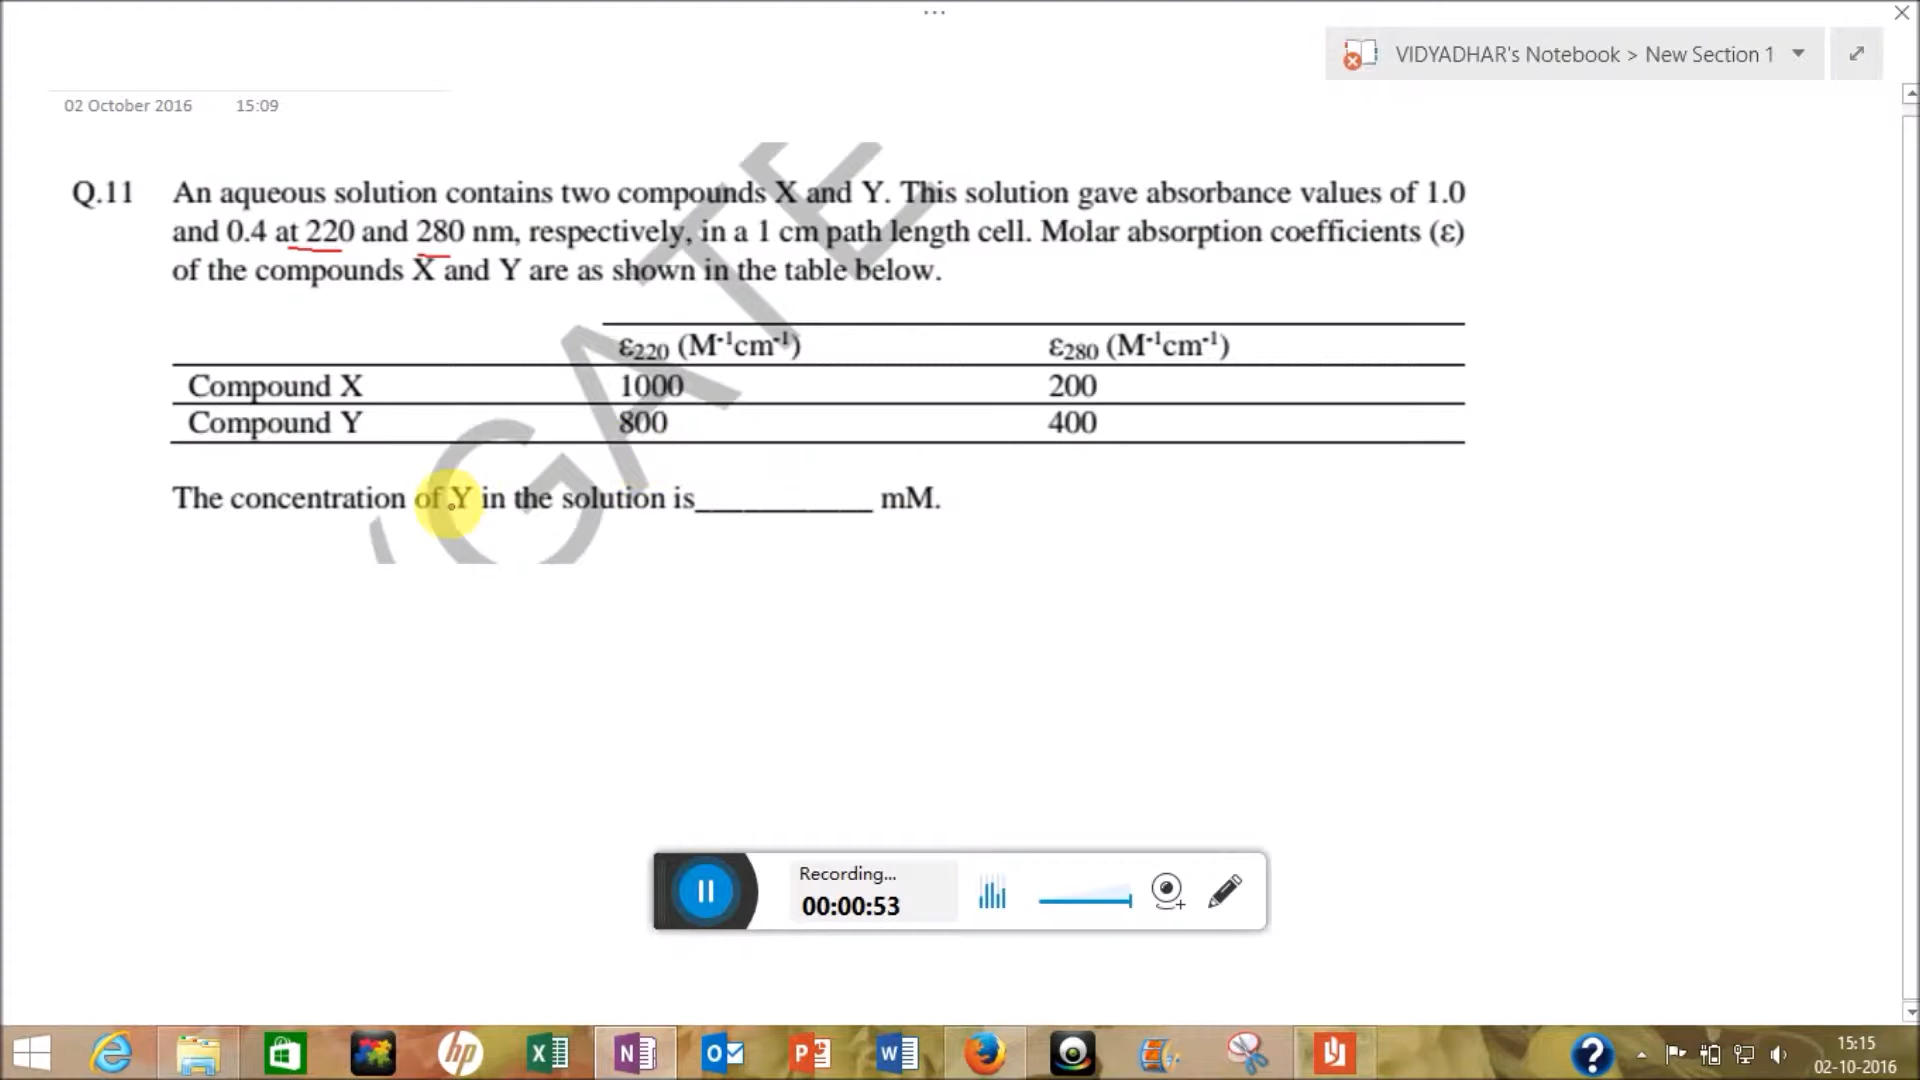 ...
VIDYADHAR's Notebook > New Section 1
02 October 2016 15:09
Q.11 An aqueous solution contains two compounds X and Y. This solution gave absorbance values of 1.0
and 0.4 at 220 and 280 nm, respectively, in a 1 cm path length cell. Molar absorption coefficients (ε)
of the compounds X and Y are as shown in the table below.
ε₂₂₀ (M⁻¹cm⁻¹) ε₂₈₀ (M⁻¹cm⁻¹)
Compound X 1000 200
Compound Y 800 400
The concentration of Y in the solution is__________ mM.
GATE
Recording...
00:00:53
hp
15:15
02-10-2016